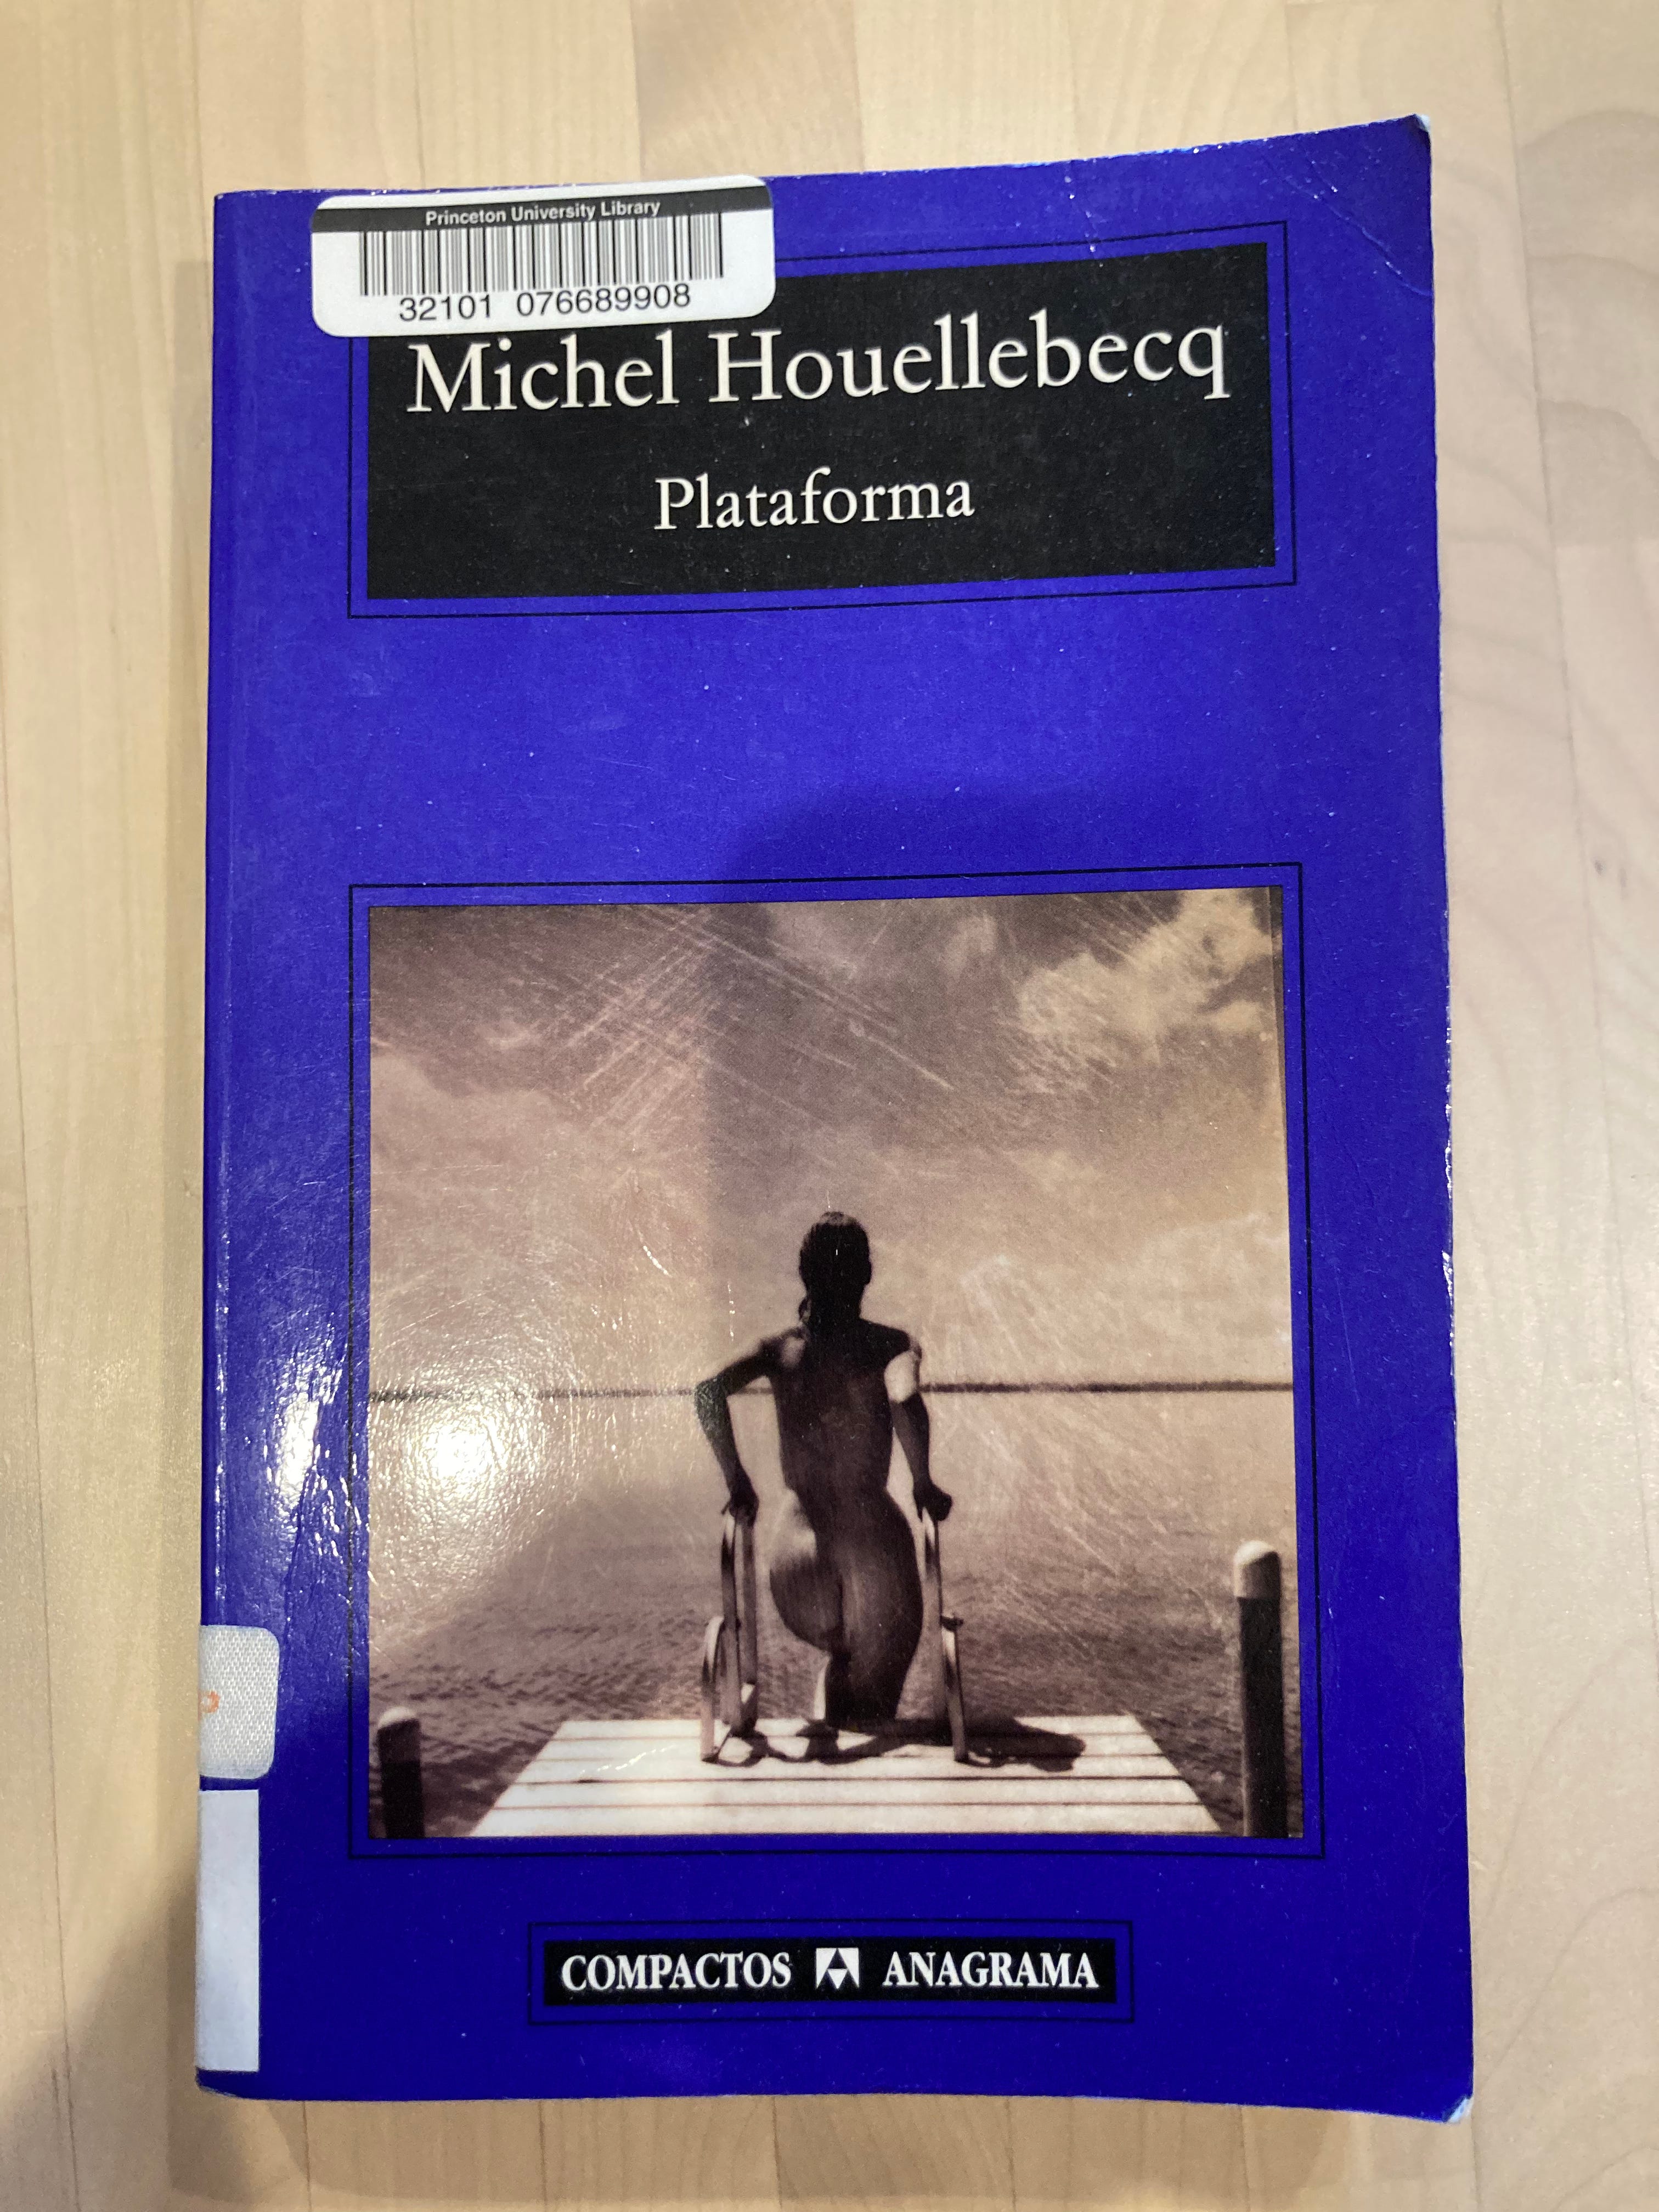 Princeton University Library
32101 076689908
Michel Houellebecq
Plataforma
COMPACTOS ANAGRAMA